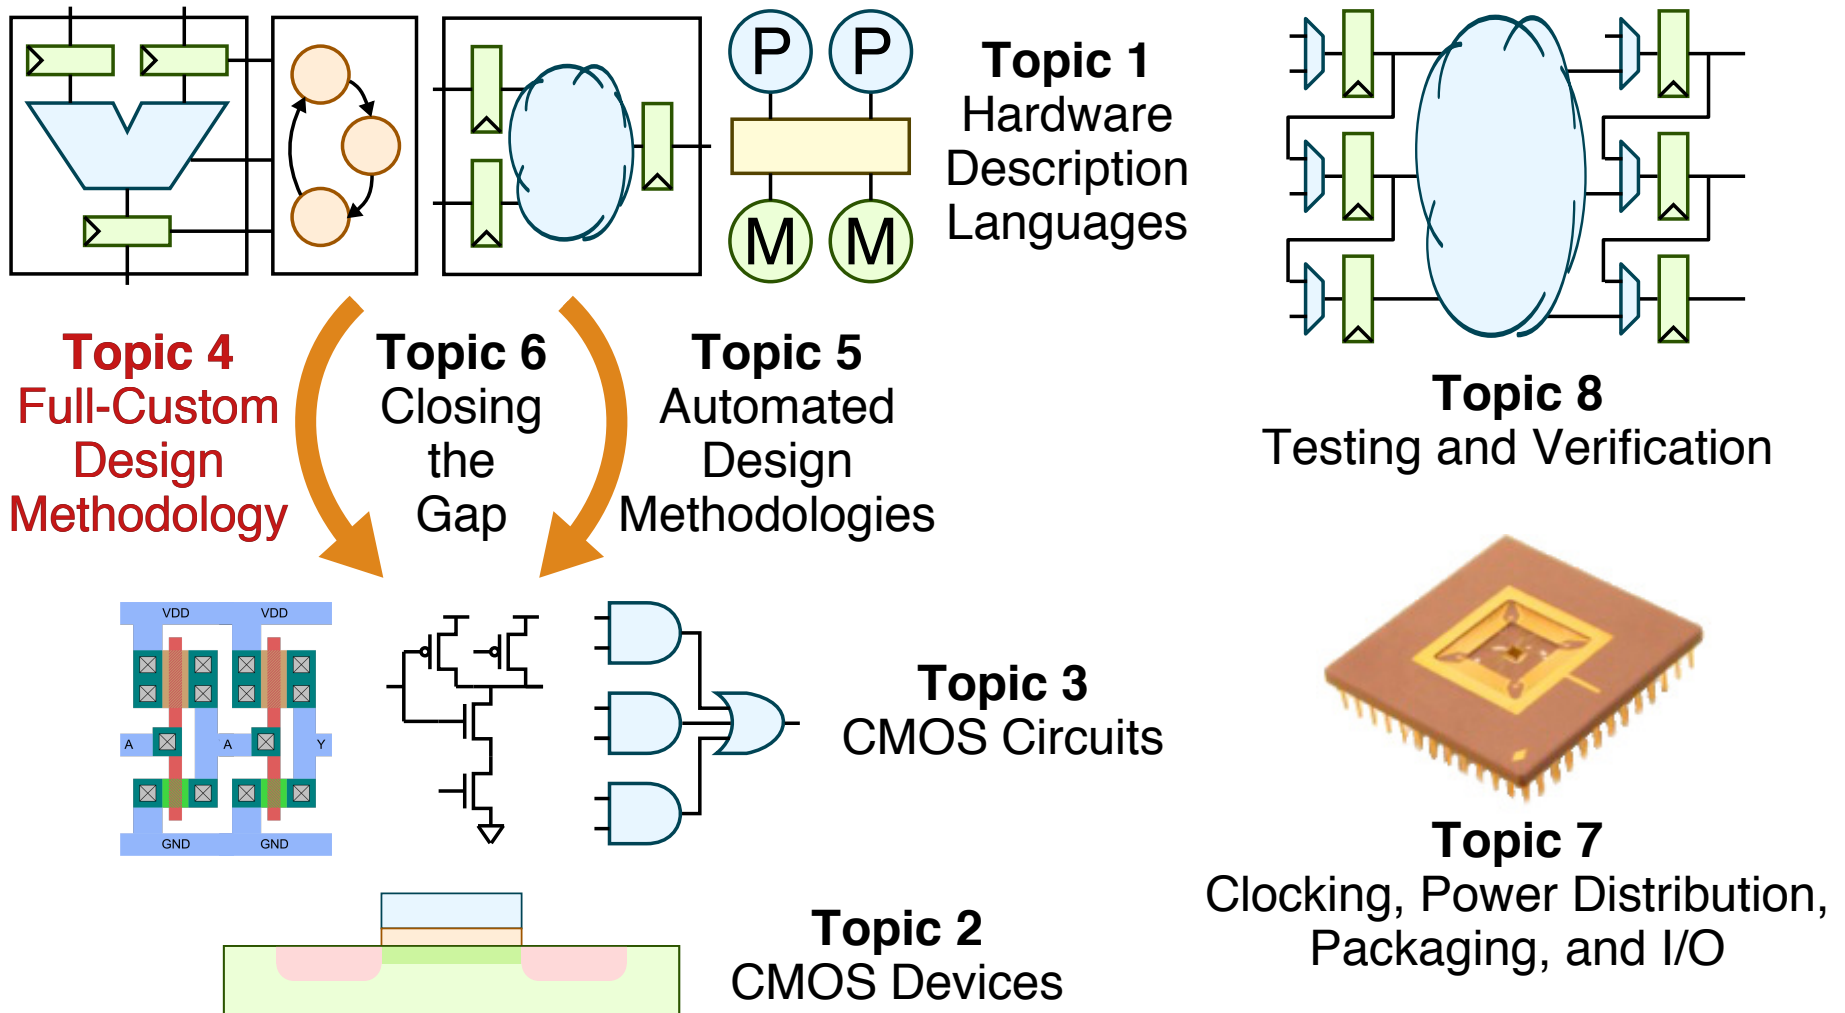 P
P
M
M
Topic 1
Hardware
Description
Languages
Topic 4
Full-Custom
Design
Methodology
Topic 6
Closing
the
Gap
Topic 5
Automated
Design
Methodologies
Topic 8
Testing and Verification
VDD
VDD
A
A
Y
GND
GND
Topic 3
CMOS Circuits
Topic 7
Clocking, Power Distribution,
Packaging, and I/O
Topic 2
CMOS Devices